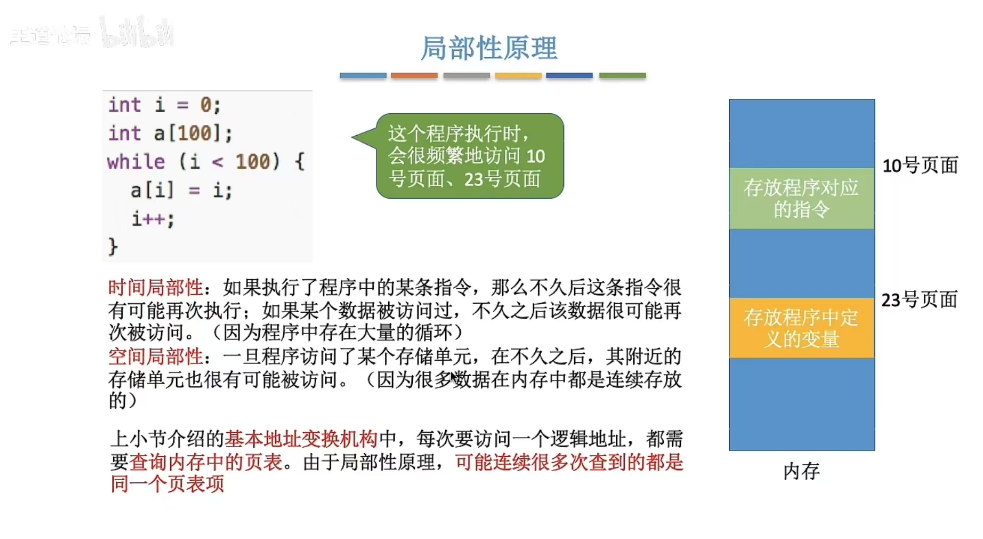 局部性原理
int i = 0;
int a[100];
while (i < 100) {
a[i] = i;
i++;
}
这个程序执行时，
会很频繁地访问 10
号页面、23号页面
时间局部性：如果执行了程序中的某条指令，那么不久后这条指令很
有可能再次执行；如果某个数据被访问过，不久之后该数据很可能再
次被访问。（因为程序中存在大量的循环）
空间局部性：一旦程序访问了某个存储单元，在不久之后，其附近的
存储单元也很有可能被访问。（因为很多数据在内存中都是连续存放
的）
上小节介绍的基本地址变换机构中，每次要访问一个逻辑地址，都需
要查询内存中的页表。由于局部性原理，可能连续很多次查到的都是
同一个页表项
10号页面
存放程序对应
的指令
23号页面
存放程序中定
义的变量
内存